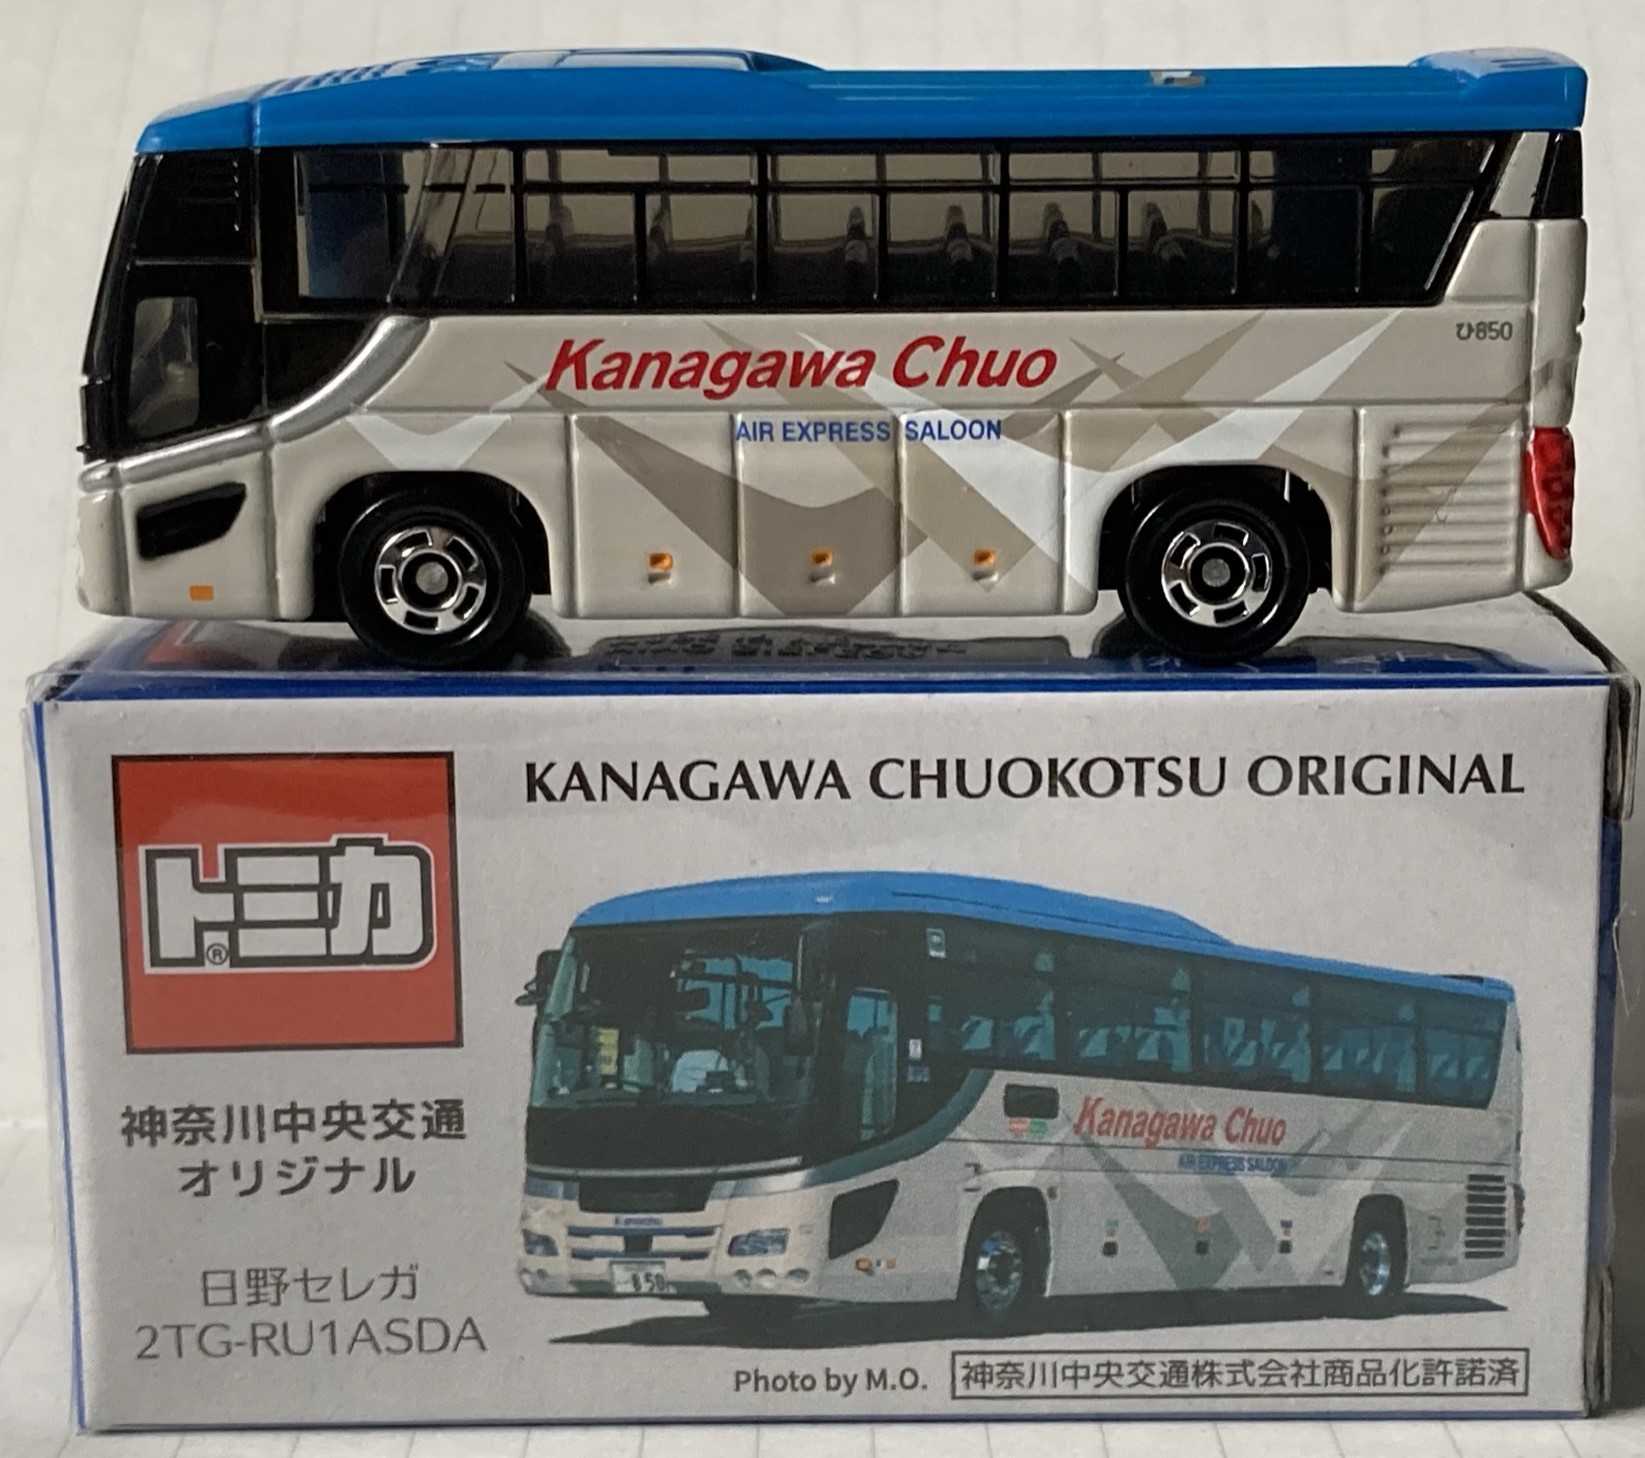 Kanagawa Chuo
AIR EXPRESS SALOON
ひ850
KANAGAWA CHUOKOTSU ORIGINAL
トミカ®
神奈川中央交通
オリジナル
日野セレガ
2TG-RU1ASDA
Kanagawa Chuo
AIR EXPRESS SALOON
850
Photo by M.O.
神奈川中央交通株式会社商品化許諾済